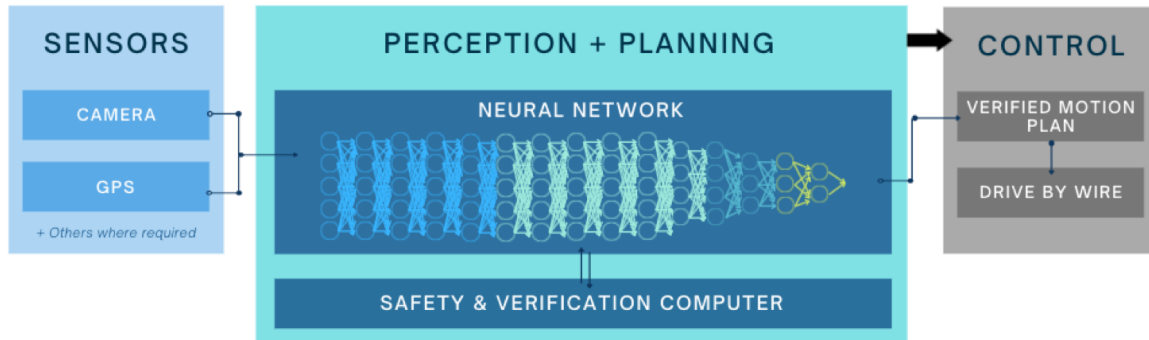 SENSORS
CAMERA
GPS
+ Others where required
PERCEPTION + PLANNING
NEURAL NETWORK
SAFETY & VERIFICATION COMPUTER
CONTROL
VERIFIED MOTION
PLAN
DRIVE BY WIRE